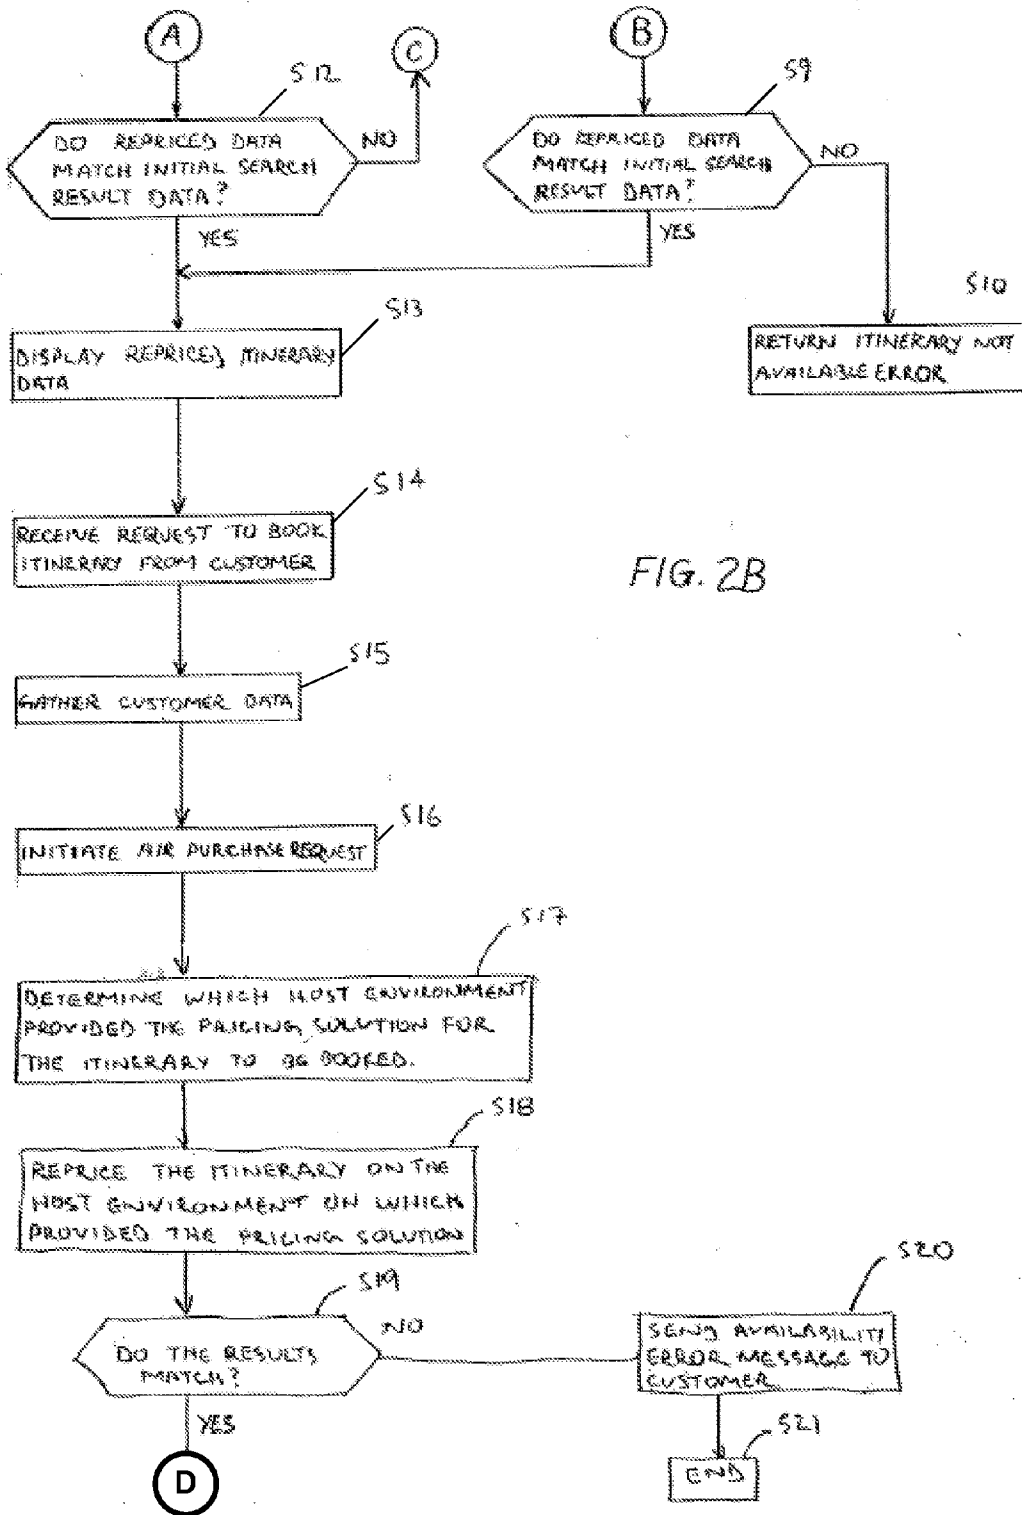 A
B
C
S12
S9
DO REPRICED DATA
MATCH INITIAL SEARCH
RESULT DATA?
NO
DO REPRICED DATA
MATCH INITIAL SEARCH
RESULT DATA?
NO
YES
YES
S13
S10
DISPLAY REPRICED ITINERARY
DATA
RETURN ITINERARY NOT
AVAILABLE ERROR
S14
RECEIVE REQUEST TO BOOK
ITINERARY FROM CUSTOMER
FIG. 2B
S15
GATHER CUSTOMER DATA
S16
INITIATE AIR PURCHASE REQUEST
S17
DETERMINE WHICH HOST ENVIRONMENT
PROVIDED THE PRICING SOLUTION FOR
THE ITINERARY TO BE BOOKED.
S18
REPRICE THE ITINERARY ON THE
HOST ENVIRONMENT ON WHICH
PROVIDED THE PRICING SOLUTION
S19
S20
DO THE RESULTS
MATCH?
NO
SEND AVAILABILITY
ERROR MESSAGE TO
CUSTOMER
YES
S21
END
D